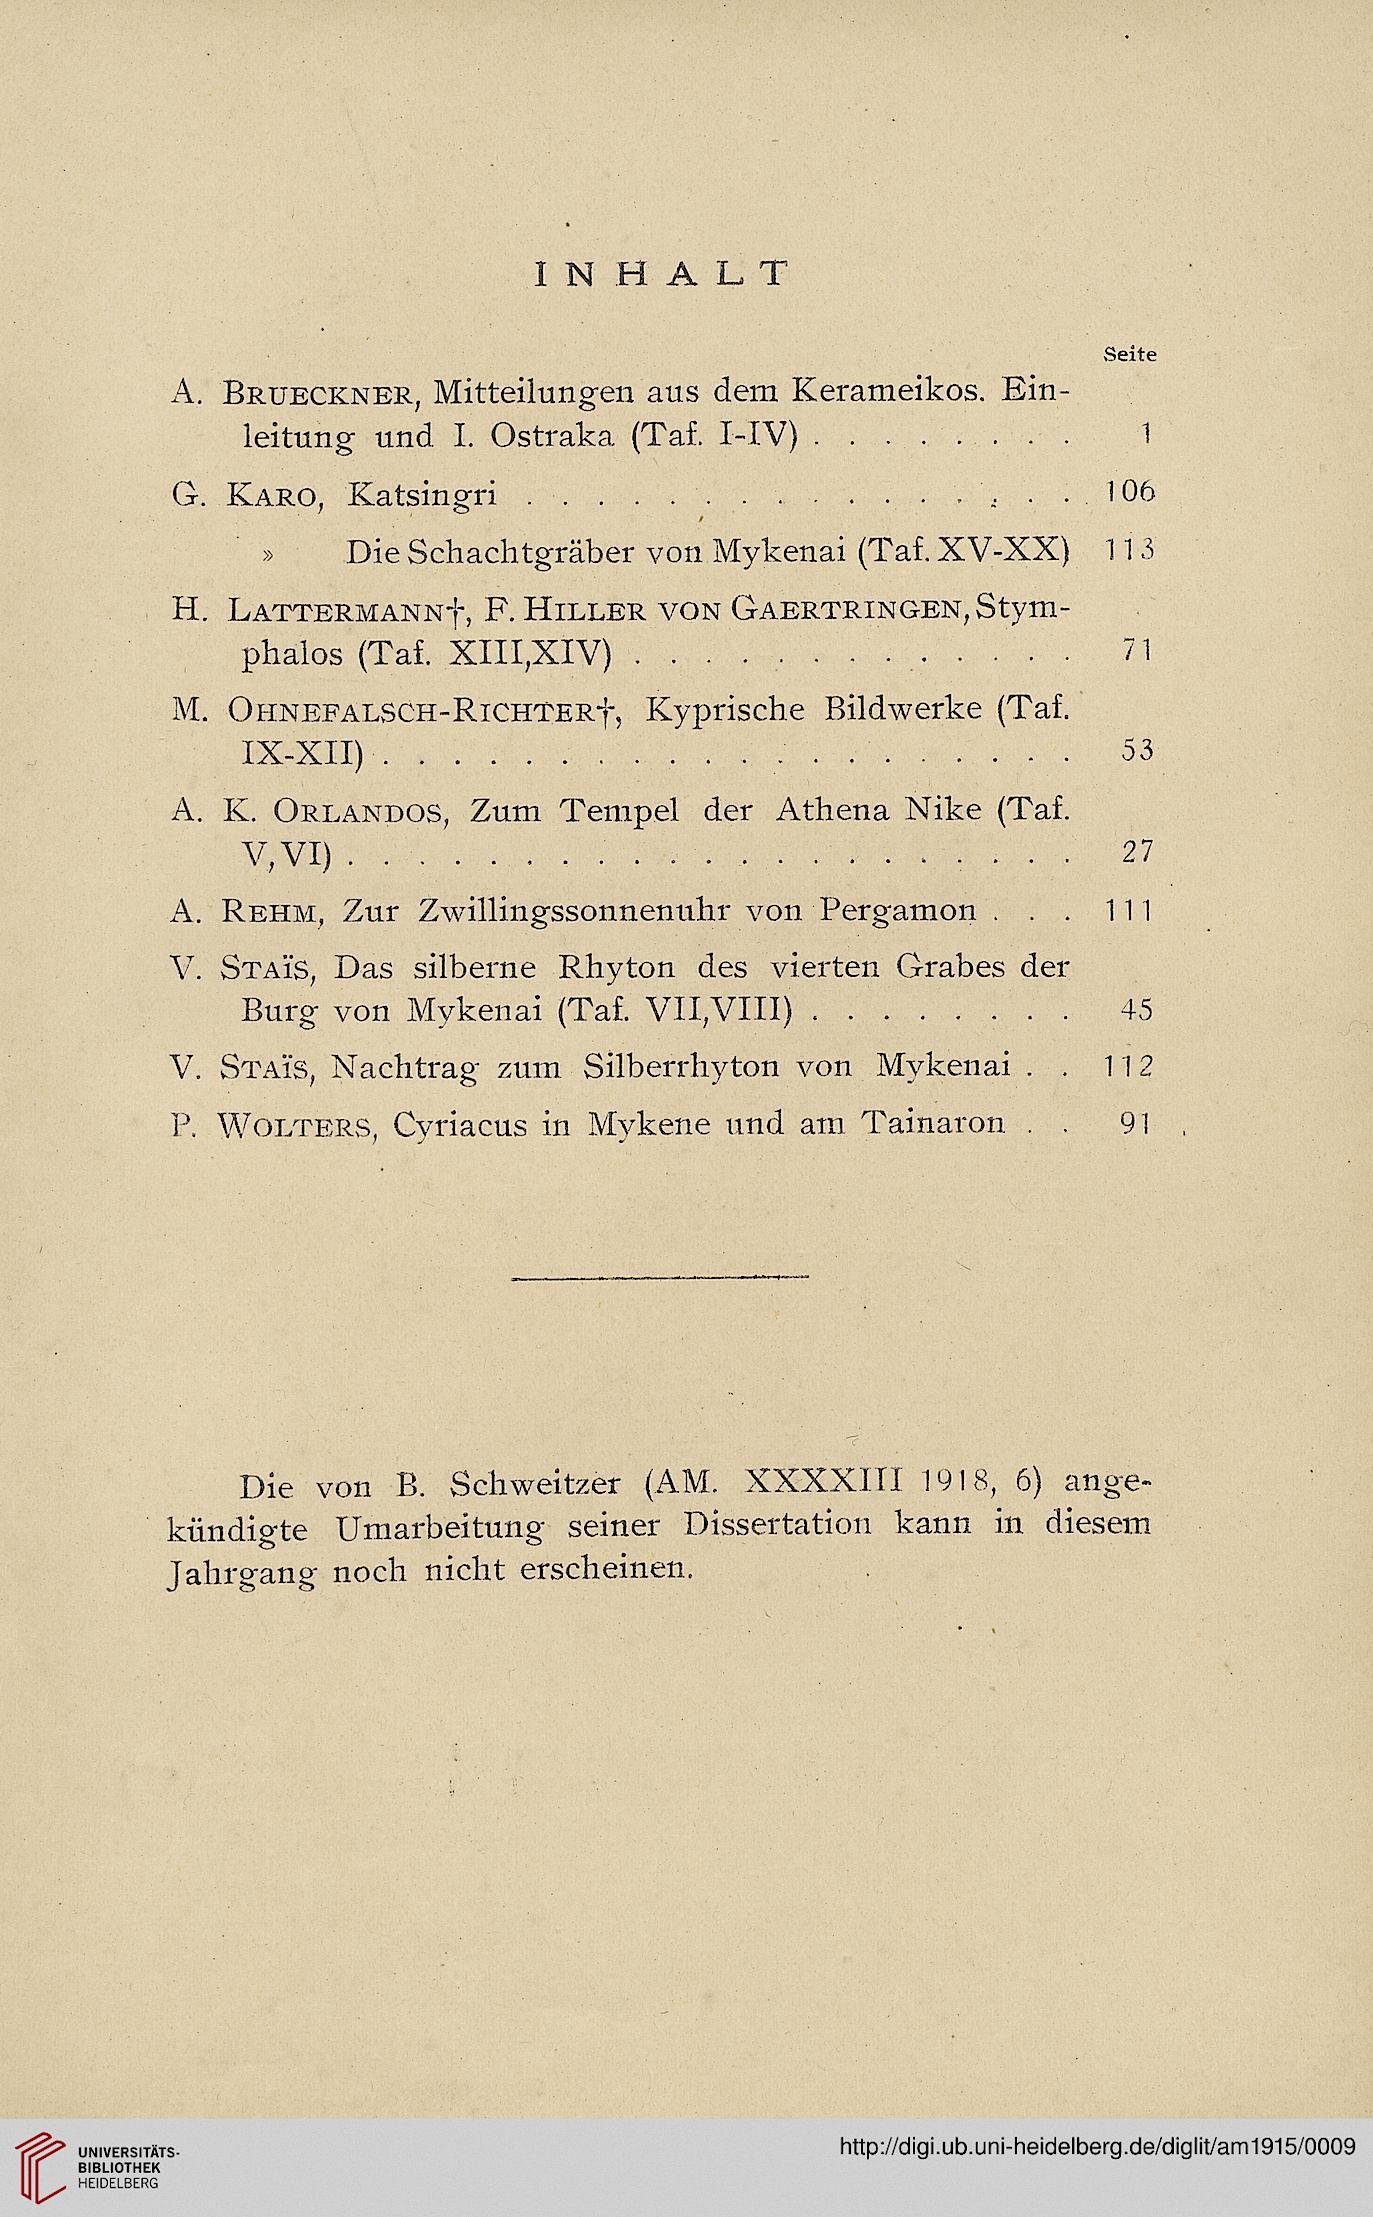 INHALT
Seite
A. BRUECKNER, Mitteilungen aus dem Kerameikos. Ein-
leitung und I. Ostraka (Taf. I-IV) . . . . . . . . 1
G. KARO, Katsingri . . . . . . . . . . . . . . . . 106
» Die Schachtgräber von Mykenai (Taf. XV-XX) 113
H. LATTERMANN†, F. HILLER VON GAERTRINGEN, Stym-
phalos (Taf. XIII,XIV) . . . . . . . . . . . . . 71
M. OHNEFALSCH-RICHTER†, Kyprische Bildwerke (Taf.
IX-XII) . . . . . . . . . . . . . . . . . . . . 53
A. K. ORLANDOS, Zum Tempel der Athena Nike (Taf.
V, VI) . . . . . . . . . . . . . . . . . . . . . 27
A. REHM, Zur Zwillingssonnenuhr von Pergamon . . . 111
V. STAÏS, Das silberne Rhyton des vierten Grabes der
Burg von Mykenai (Taf. VII,VIII) . . . . . . . . 45
V. STAÏS, Nachtrag zum Silberrhyton von Mykenai . . 112
P. WOLTERS, Cyriacus in Mykene und am Tainaron . . 91
Die von B. Schweitzer (AM. XXXXIII 1918, 6) ange-
kündigte Umarbeitung seiner Dissertation kann in diesem
Jahrgang noch nicht erscheinen.
UNIVERSITÄTS-
BIBLIOTHEK
HEIDELBERG
http://digi.ub.uni-heidelberg.de/diglit/am1915/0009